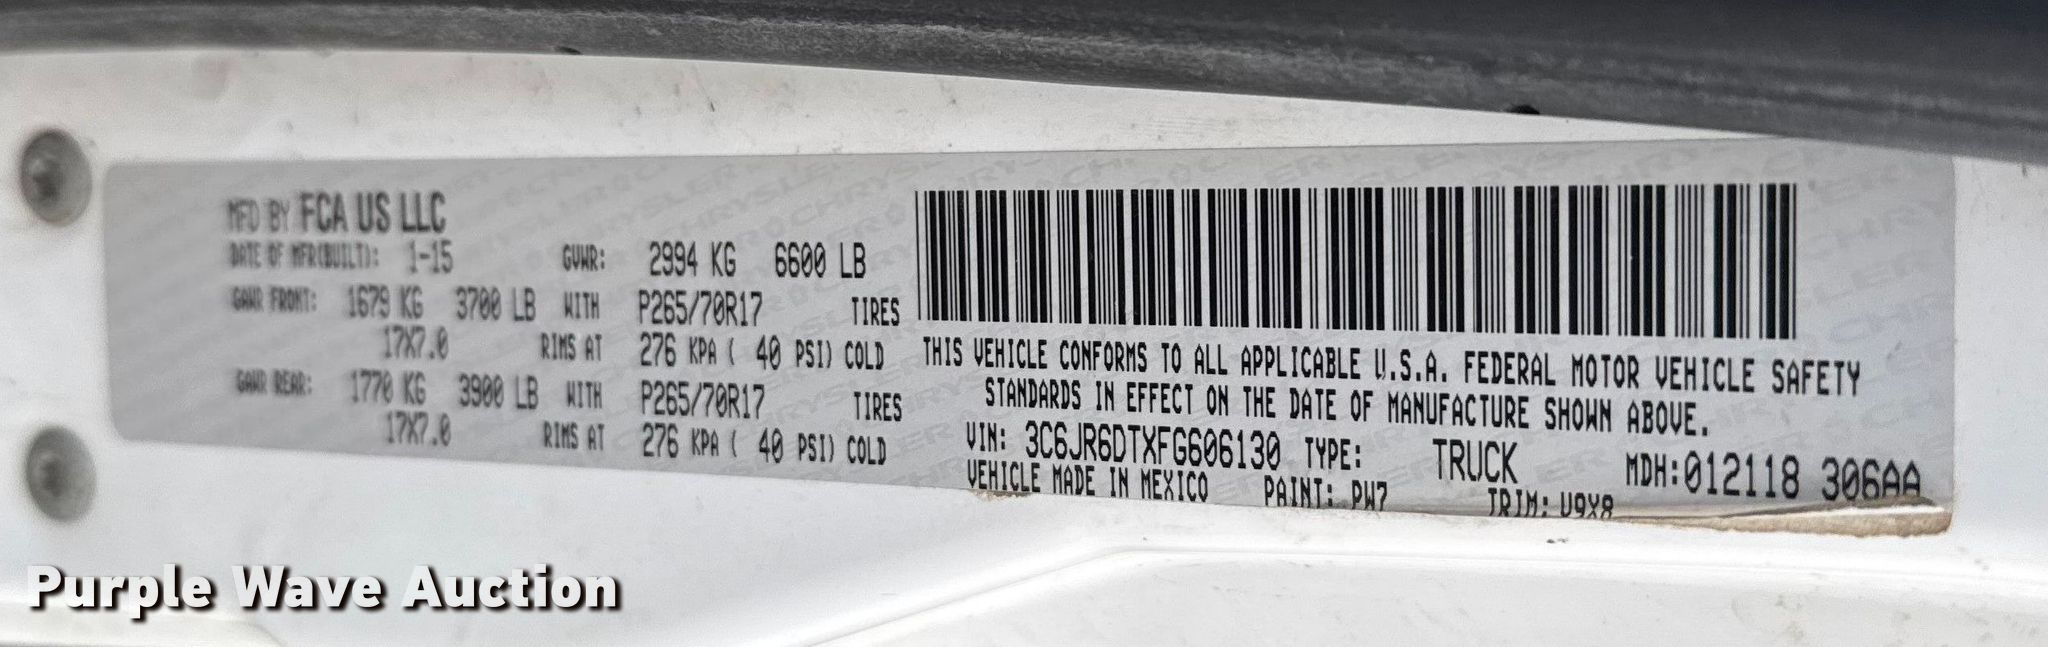 MFD BY FCA US LLC
DATE OF MFR(BUILT): 1-15 GVWR: 2994 KG 6600 LB
GAWR FRONT: 1679 KG 3700 LB WITH P265/70R17 TIRES
17X7.0 RIMS AT 276 KPA ( 40 PSI) COLD
GAWR REAR: 1770 KG 3900 LB WITH P265/70R17 TIRES
17X7.0 RIMS AT 276 KPA ( 40 PSI) COLD
THIS VEHICLE CONFORMS TO ALL APPLICABLE U.S.A. FEDERAL MOTOR VEHICLE SAFETY
STANDARDS IN EFFECT ON THE DATE OF MANUFACTURE SHOWN ABOVE.
VIN: 3C6JR6DTXFG606130 TYPE: TRUCK MDH:012118 306AA
VEHICLE MADE IN MEXICO PAINT: PW7 TRIM: V9X8
Purple Wave Auction